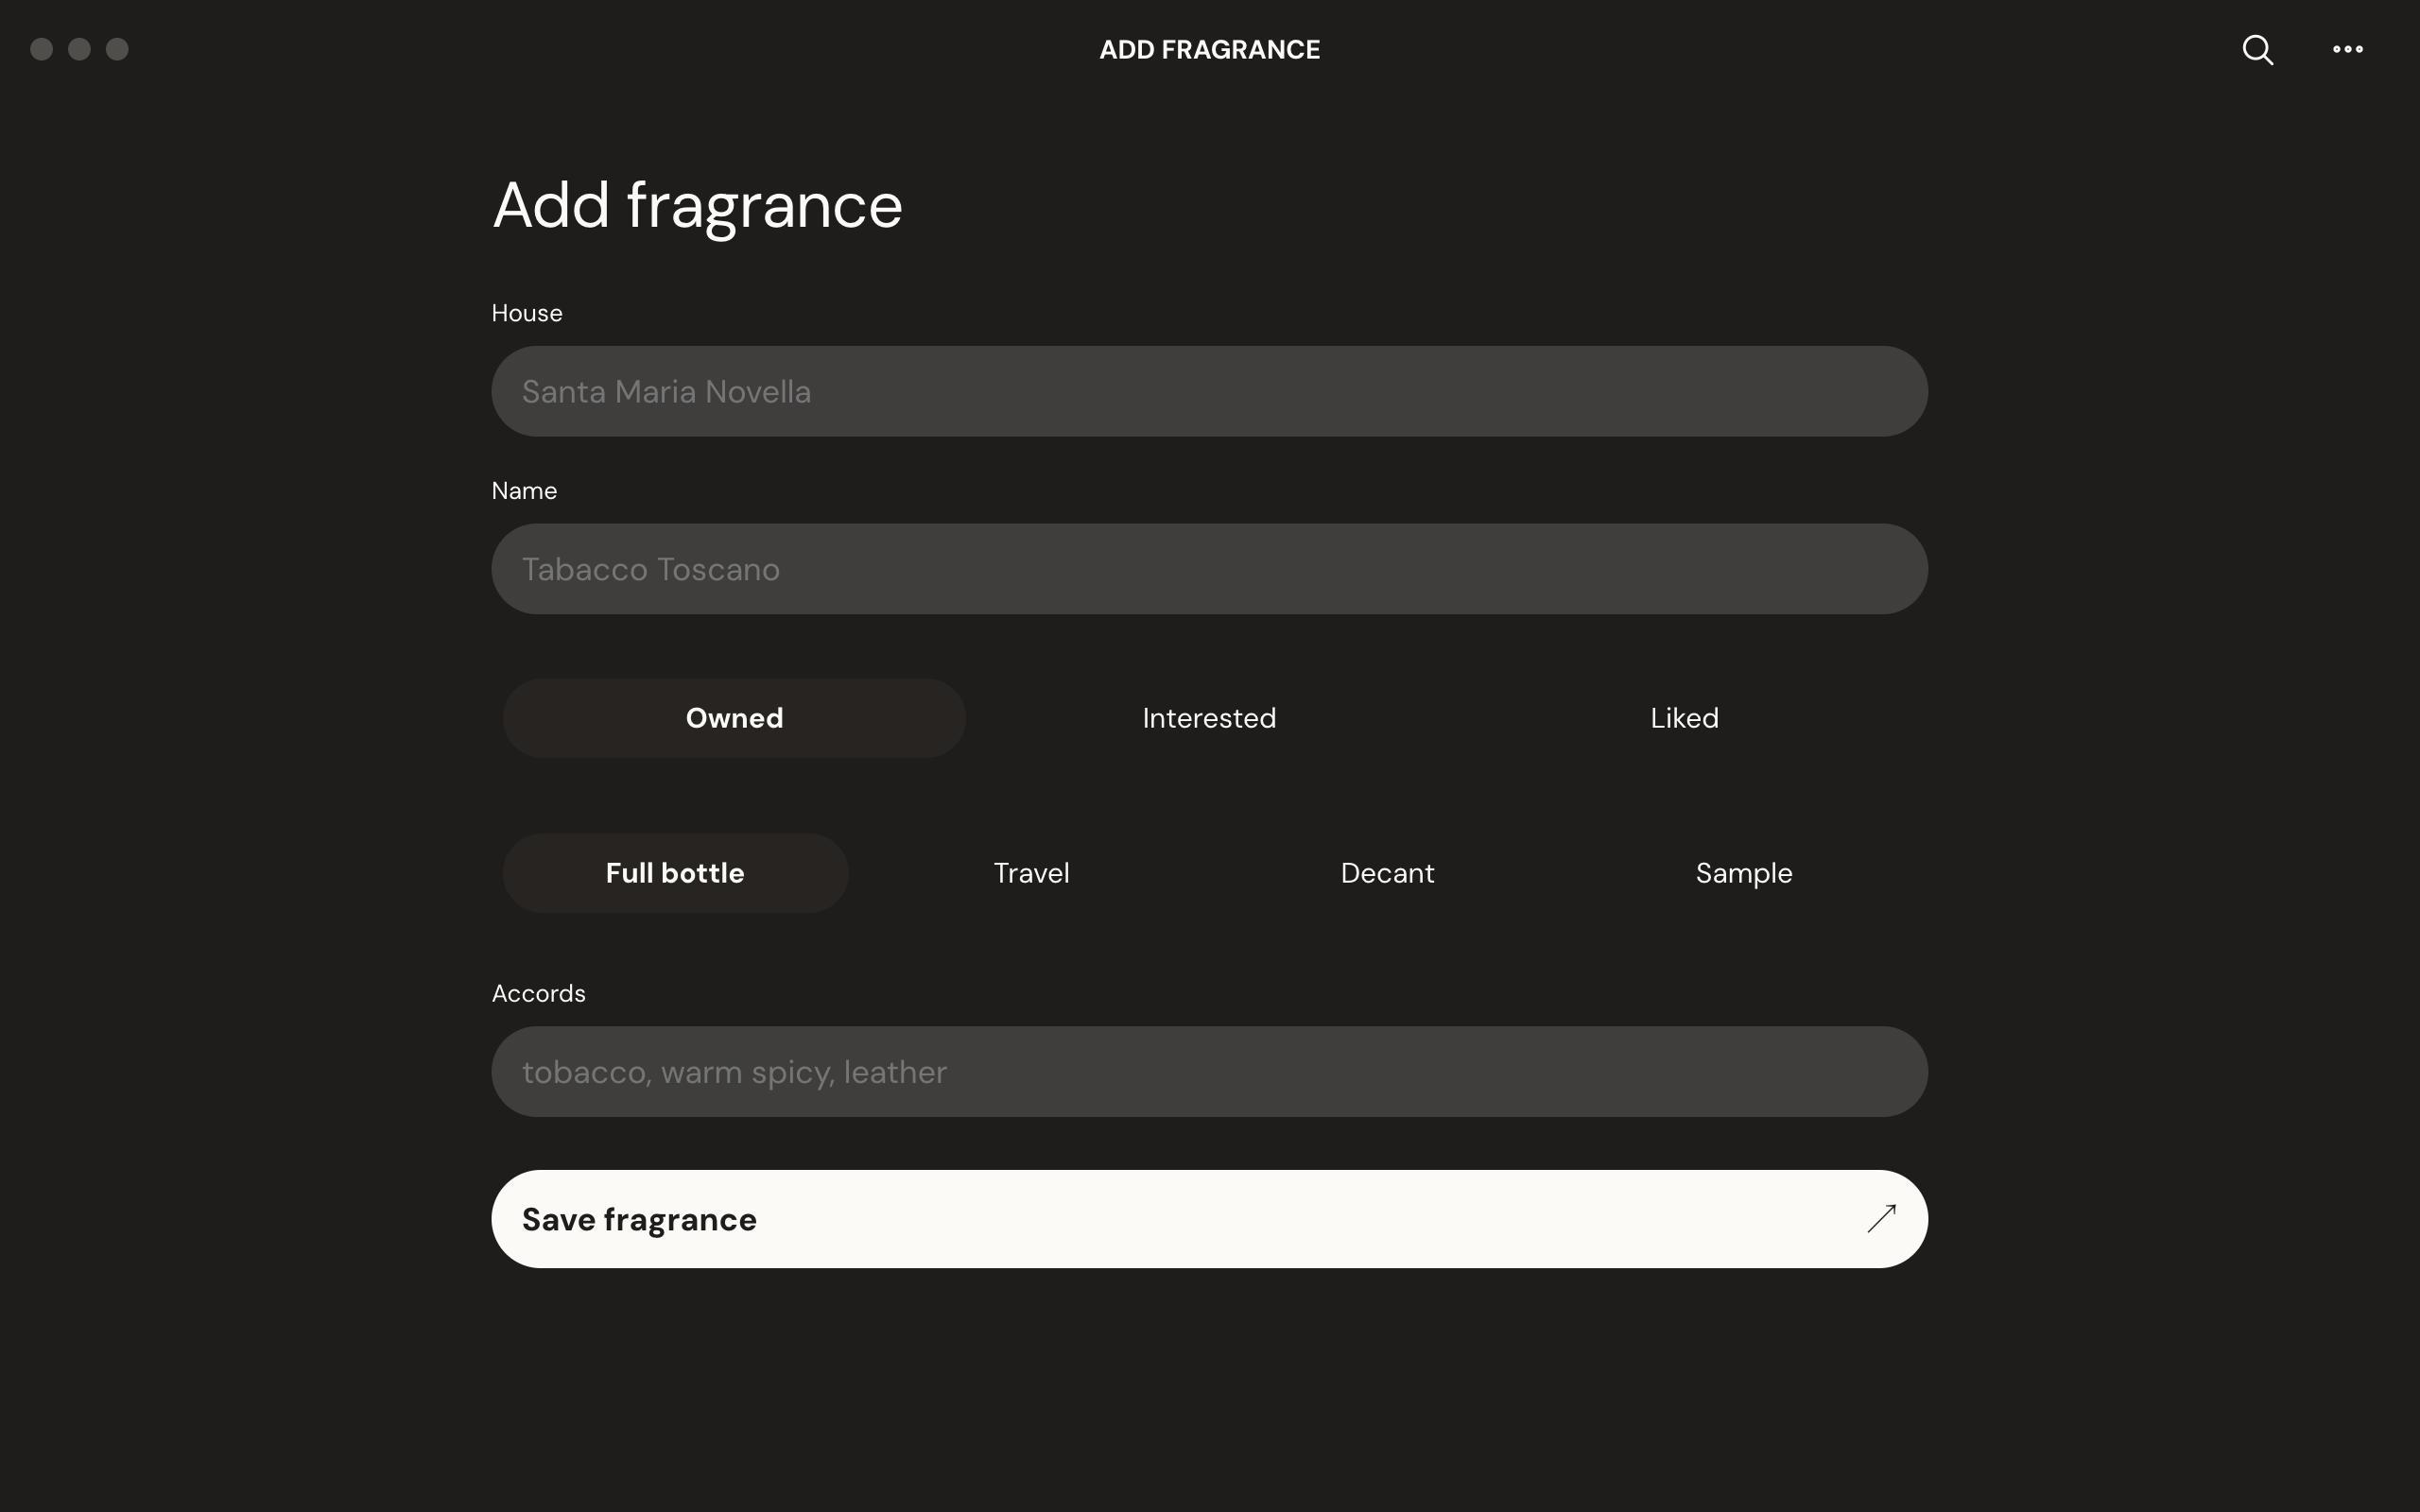 ADD FRAGRANCE
Add fragrance
House
Santa Maria Novella
Name
Tabacco Toscano
Owned Interested Liked
Full bottle Travel Decant Sample
Accords
tobacco, warm spicy, leather
Save fragrance